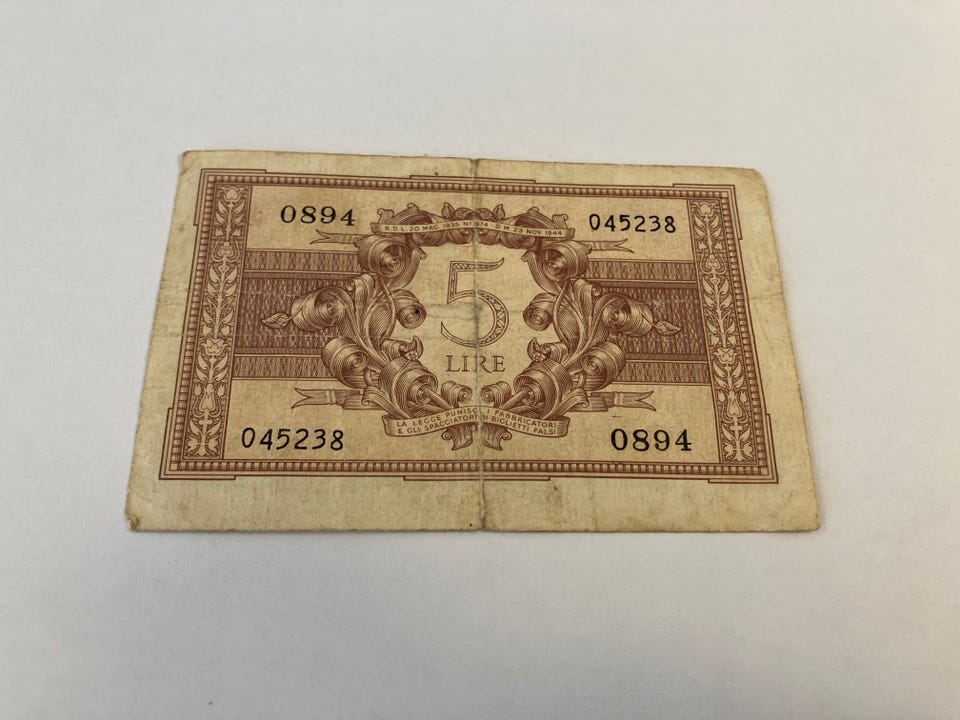 0894
R.D.L. 20 MAG. 1935 Nº 874 - D.M. 23 NOV. 1944
045238
5
LIRE
LA LEGGE PUNISCE I FABBRICATORI
E GLI SPACCIATORI DI BIGLIETTI FALSI
045238
0894